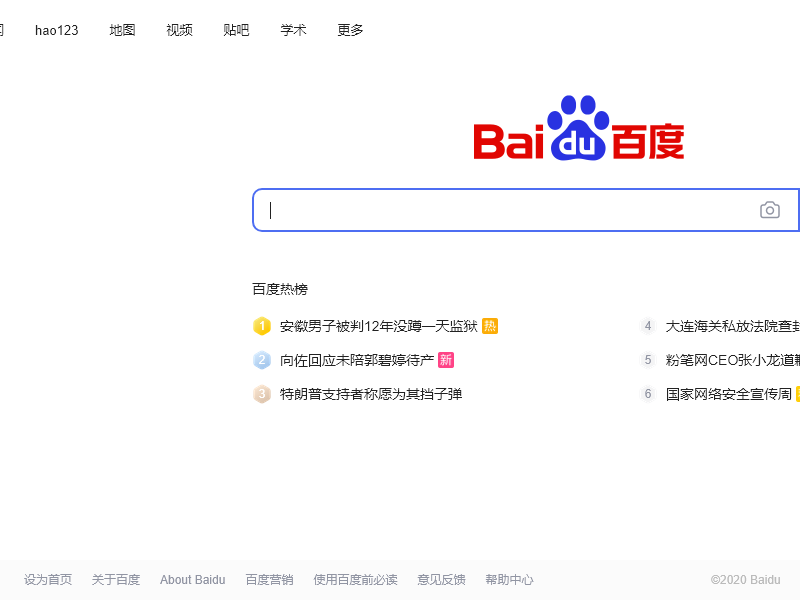 hao123 地图 视频 贴吧 学术 更多
Bai du 百度
百度热榜
1 安徽男子被判12年没蹲一天监狱 热
4 大连海关私放法院查封
2 向佐回应未陪郭碧婷待产 新
5 粉笔网CEO张小龙道歉
3 特朗普支持者称愿为其挡子弹
6 国家网络安全宣传周
设为首页 关于百度 About Baidu 百度营销 使用百度前必读 意见反馈 帮助中心 ©2020 Baidu